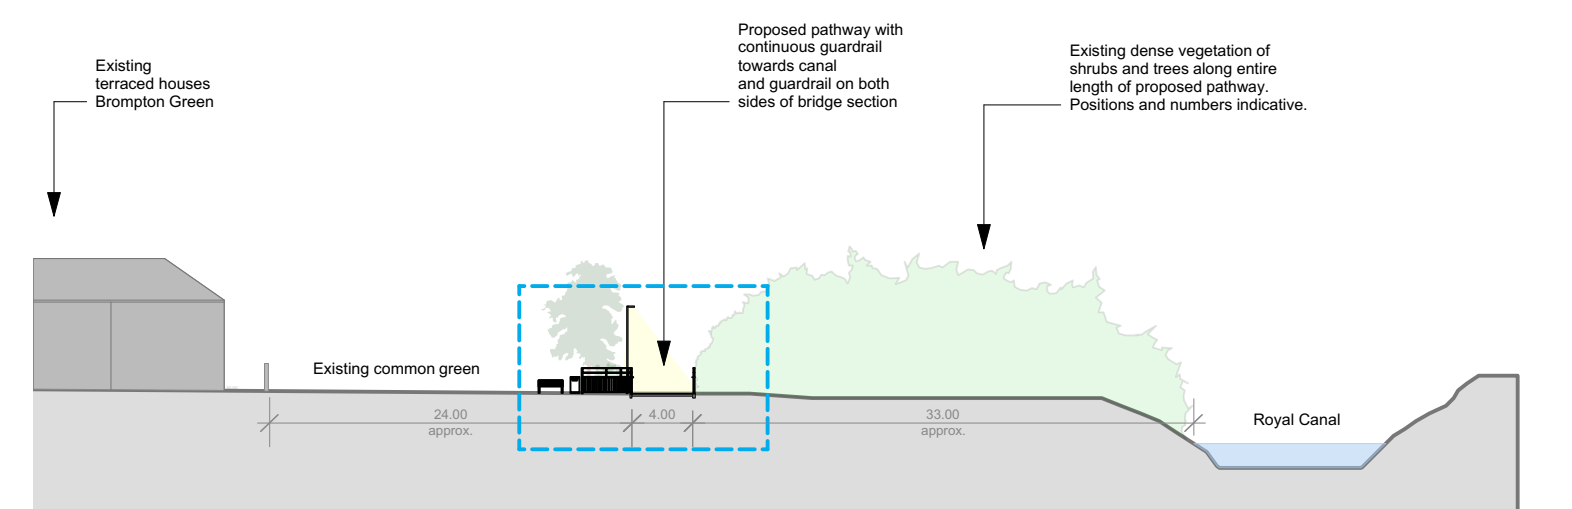 Existing
terraced houses
Brompton Green
Proposed pathway with
continuous guardrail
towards canal
and guardrail on both
sides of bridge section
Existing dense vegetation of
shrubs and trees along entire
length of proposed pathway.
Positions and numbers indicative.
Existing common green
24.00
approx.
4.00
33.00
approx.
Royal Canal